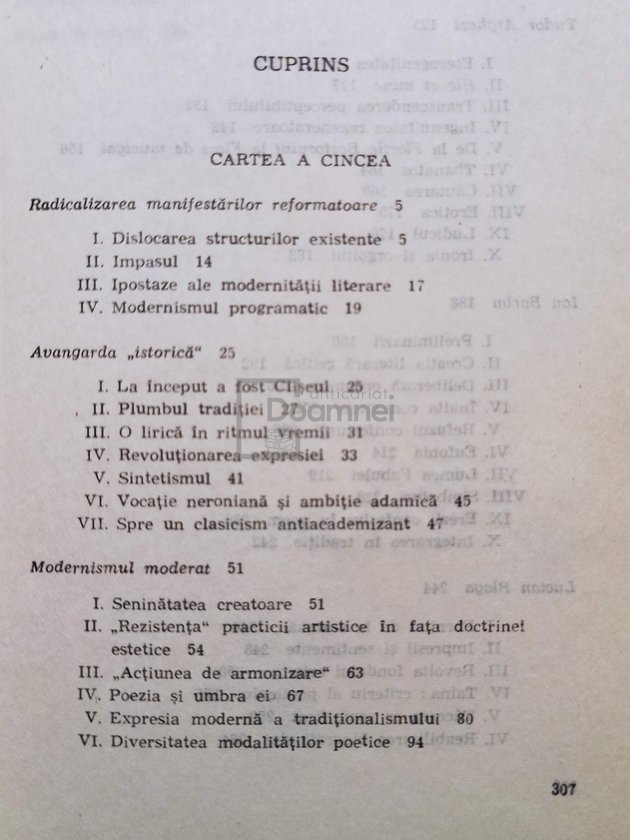 CUPRINS
CARTEA A CINCEA
Radicalizarea manifestărilor reformatoare 5
I. Dislocarea structurilor existente 5
II. Impasul 14
III. Ipostaze ale modernității literare 17
IV. Modernismul programatic 19
Avangarda „istorică" 25
I. La început a fost Clișeul 25
II. Plumbul tradiției 27
III. O lirică în ritmul vremii 31
IV. Revoluționarea expresiei 33
V. Sintetismul 41
VI. Vocație neroniană și ambiție adamică 45
VII. Spre un clasicism antiacademizant 47
Modernismul moderat 51
I. Seninătatea creatoare 51
II. „Rezistența" practicii artistice în fața doctrinei
estetice 54
III. „Acțiunea de armonizare" 63
IV. Poezia și umbra ei 67
V. Expresia modernă a tradiționalismului 80
VI. Diversitatea modalităților poetice 94
307
anticariat
Doamnei